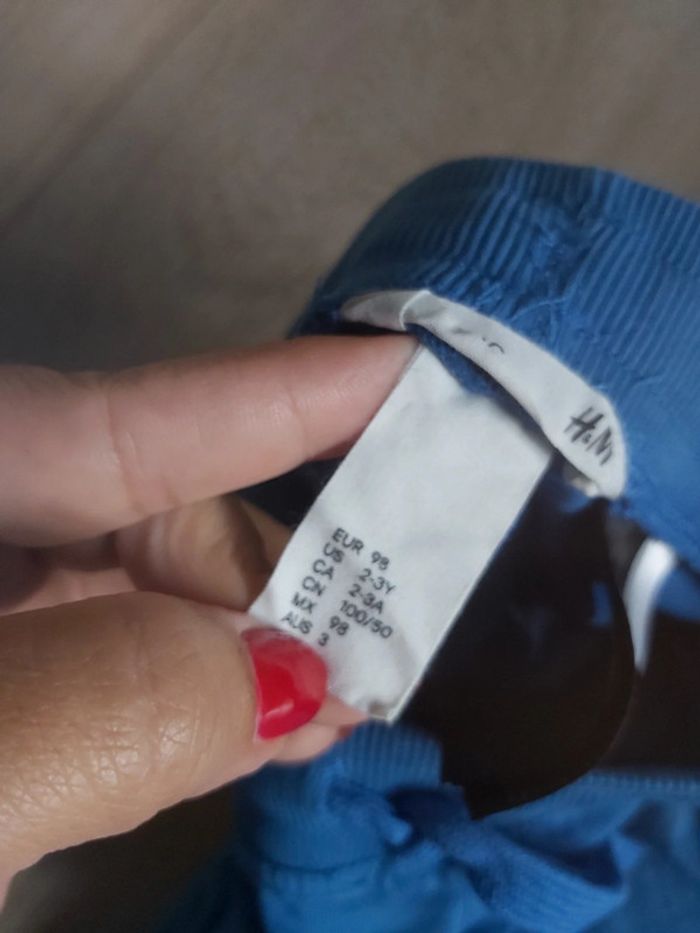 H&M
EUR 98
US 2-3Y
CA 2-3A
CN 100/50
MX 98
AUS 3